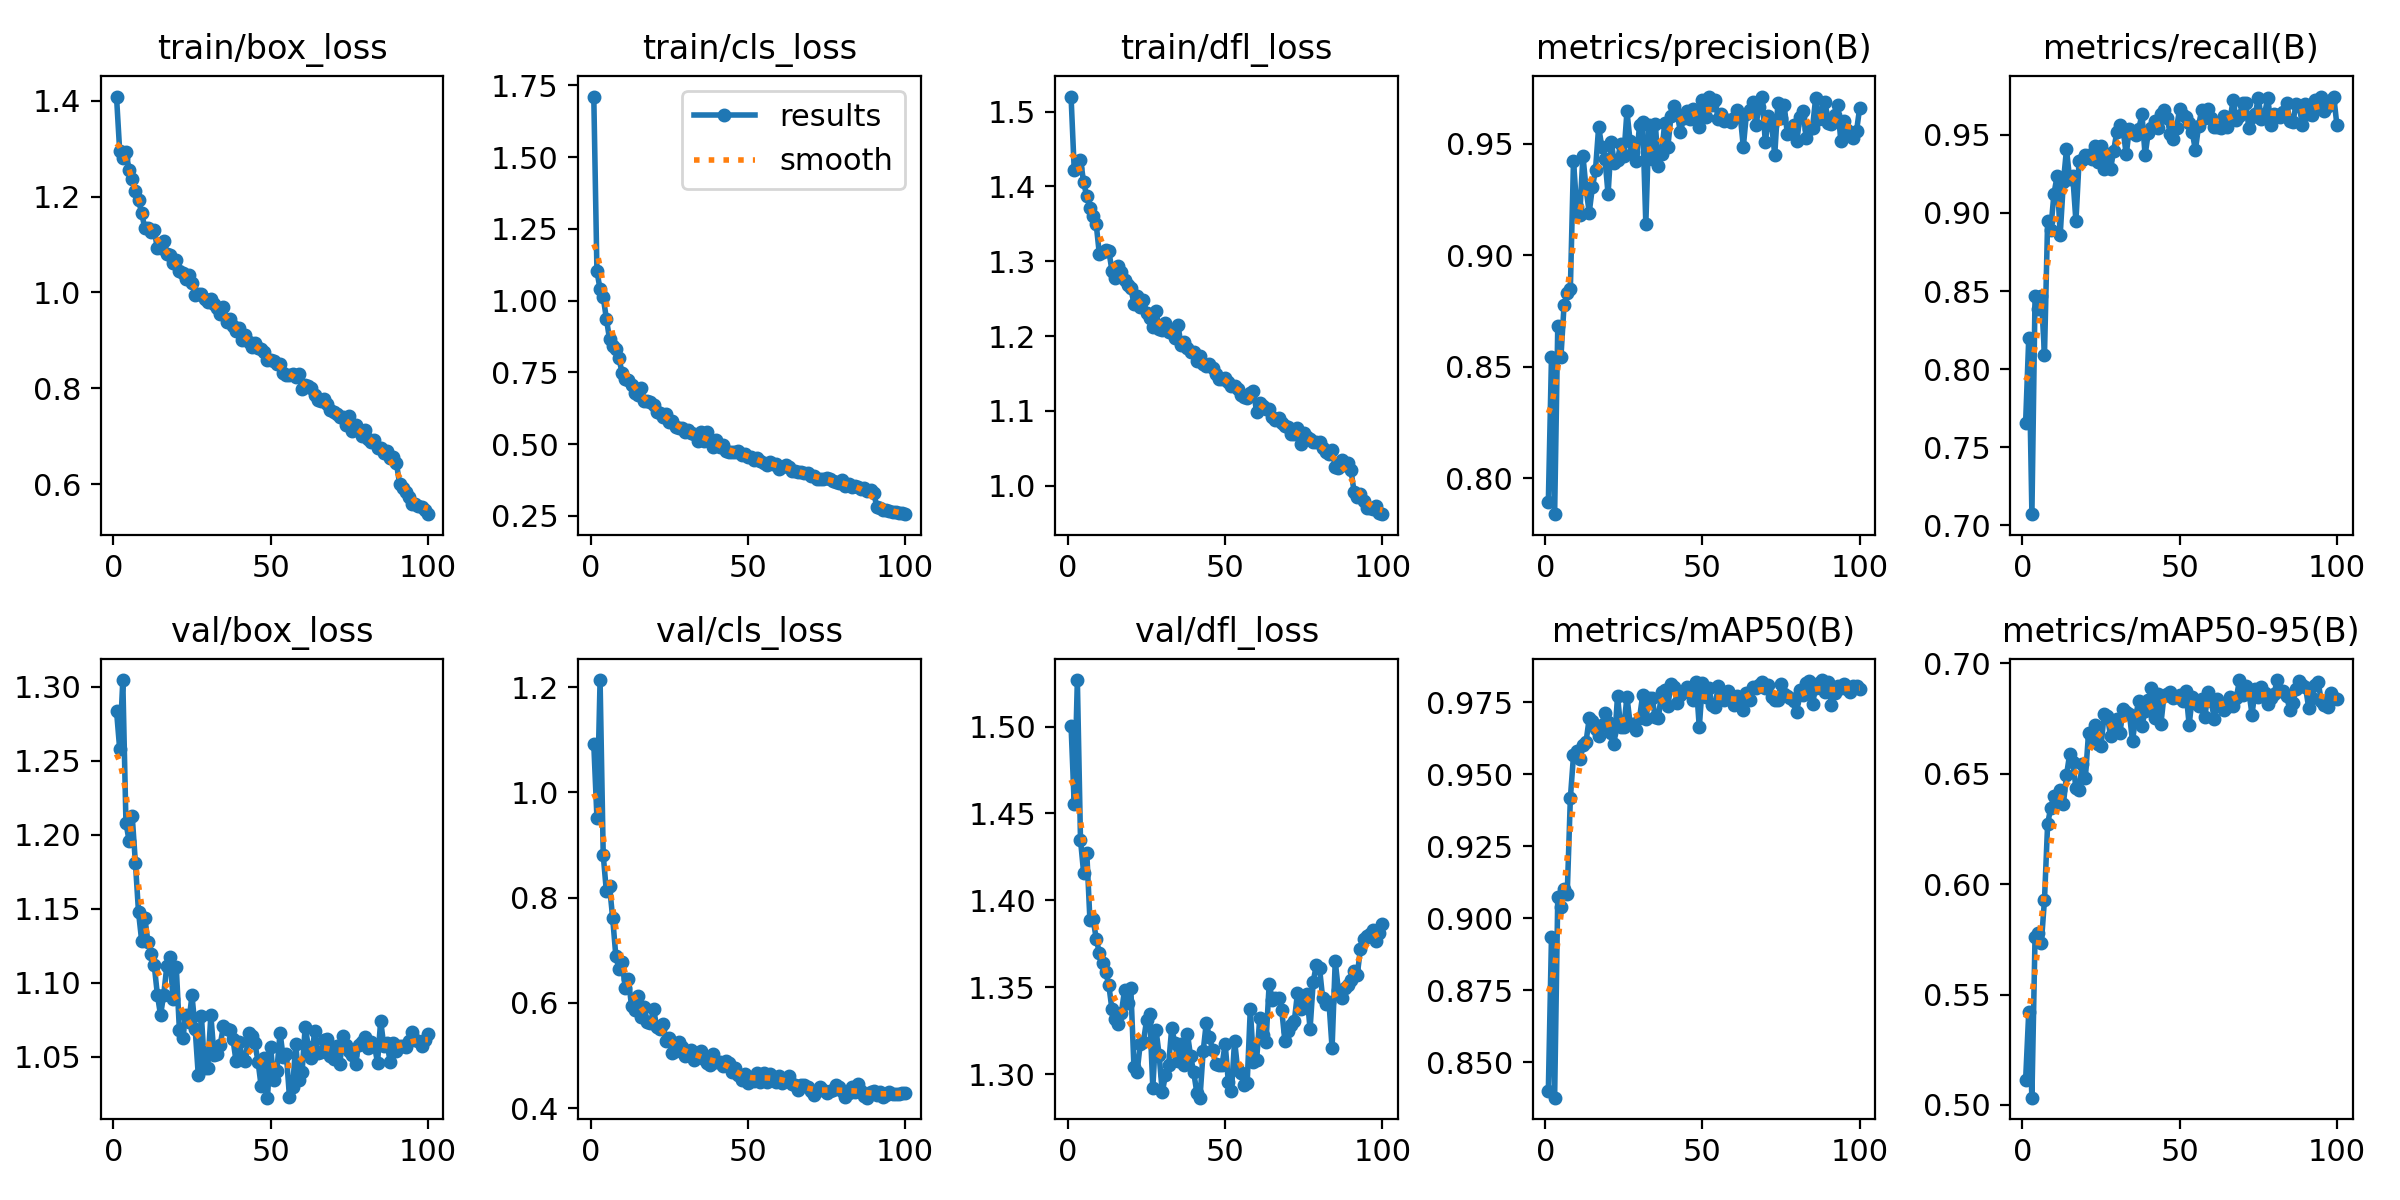 train/box_loss
1.4
1.2
1.0
0.8
0.6
0 50 100
train/cls_loss
results
smooth
1.75
1.50
1.25
1.00
0.75
0.50
0.25
0 50 100
train/dfl_loss
1.5
1.4
1.3
1.2
1.1
1.0
0 50 100
metrics/precision(B)
0.95
0.90
0.85
0.80
0 50 100
metrics/recall(B)
0.95
0.90
0.85
0.80
0.75
0.70
0 50 100
val/box_loss
1.30
1.25
1.20
1.15
1.10
1.05
0 50 100
val/cls_loss
1.2
1.0
0.8
0.6
0.4
0 50 100
val/dfl_loss
1.50
1.45
1.40
1.35
1.30
0 50 100
metrics/mAP50(B)
0.975
0.950
0.925
0.900
0.875
0.850
0 50 100
metrics/mAP50-95(B)
0.70
0.65
0.60
0.55
0.50
0 50 100